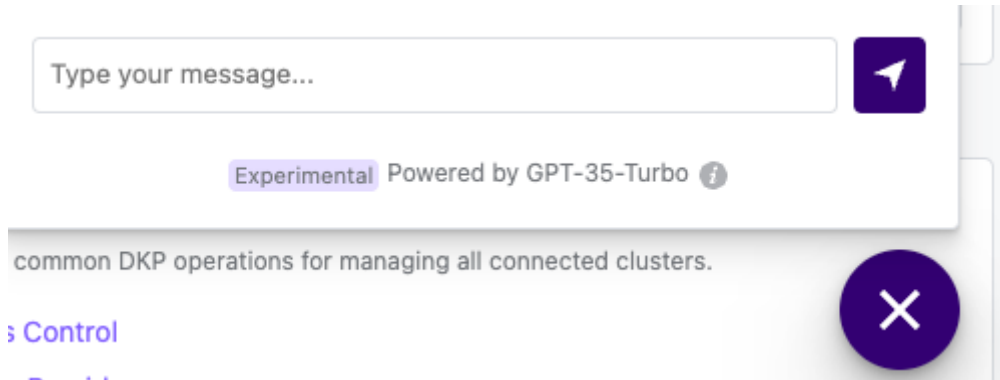 Type your message...
Experimental Powered by GPT-35-Turbo
common DKP operations for managing all connected clusters.
s Control